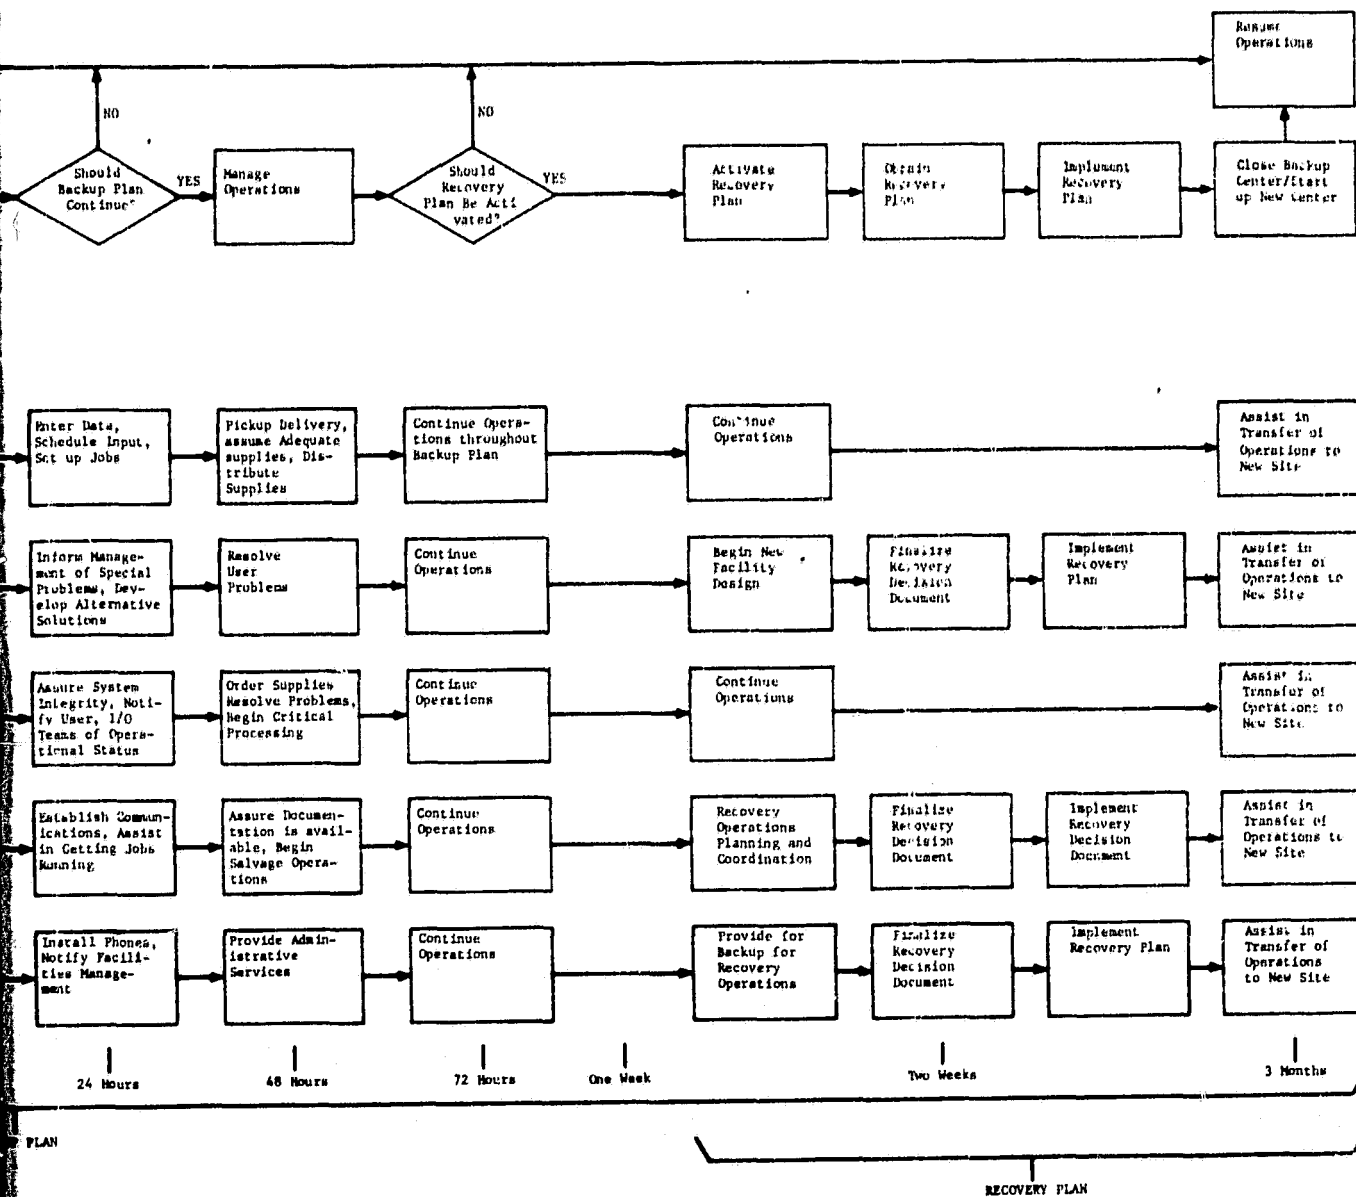 Resume
Operations
NO
NO
Should
Backup Plan
Continue?
YES
Manage
Operations
Should
Recovery
Plan Be Acti
vated?
YES
Activate
Recovery
Plan
Obtain
Recovery
Plan
Implement
Recovery
Plan
Close Backup
Center/Start
up New Center
Enter Data,
Schedule Input,
Set up Jobs
Pickup Delivery,
assume Adequate
supplies, Dis-
tribute
Supplies
Continue Opera-
tions throughout
Backup Plan
Continue
Operations
Assist in
Transfer of
Operations to
New Site
Inform Manage-
ment of Special
Problems, Dev-
elop Alternative
Solutions
Resolve
User
Problems
Continue
Operations
Begin New
Facility
Design
Finalize
Recovery
Decision
Document
Implement
Recovery
Plan
Assist in
Transfer of
Operations to
New Site
Assure System
Integrity, Noti-
fy User, I/O
Teams of Opera-
tional Status
Order Supplies
Resolve Problems,
Begin Critical
Processing
Continue
Operations
Continue
Operations
Assist in
Transfer of
Operations to
New Site
Establish Commun-
ications, Assist
in Getting Jobs
Running
Assure Documen-
tation is avail-
able, Begin
Salvage Opera-
tions
Continue
Operations
Recovery
Operations
Planning and
Coordination
Finalize
Recovery
Decision
Document
Implement
Recovery
Decision
Document
Assist in
Transfer of
Operations to
New Site
Install Phones,
Notify Facili-
ties Manage-
ment
Provide Admin-
istrative
Services
Continue
Operations
Provide for
Backup for
Recovery
Operations
Finalize
Recovery
Decision
Document
Implement
Recovery Plan
Assist in
Transfer of
Operations
to New Site
24 Hours
48 Hours
72 Hours
One Week
Two Weeks
3 Months
PLAN
RECOVERY PLAN